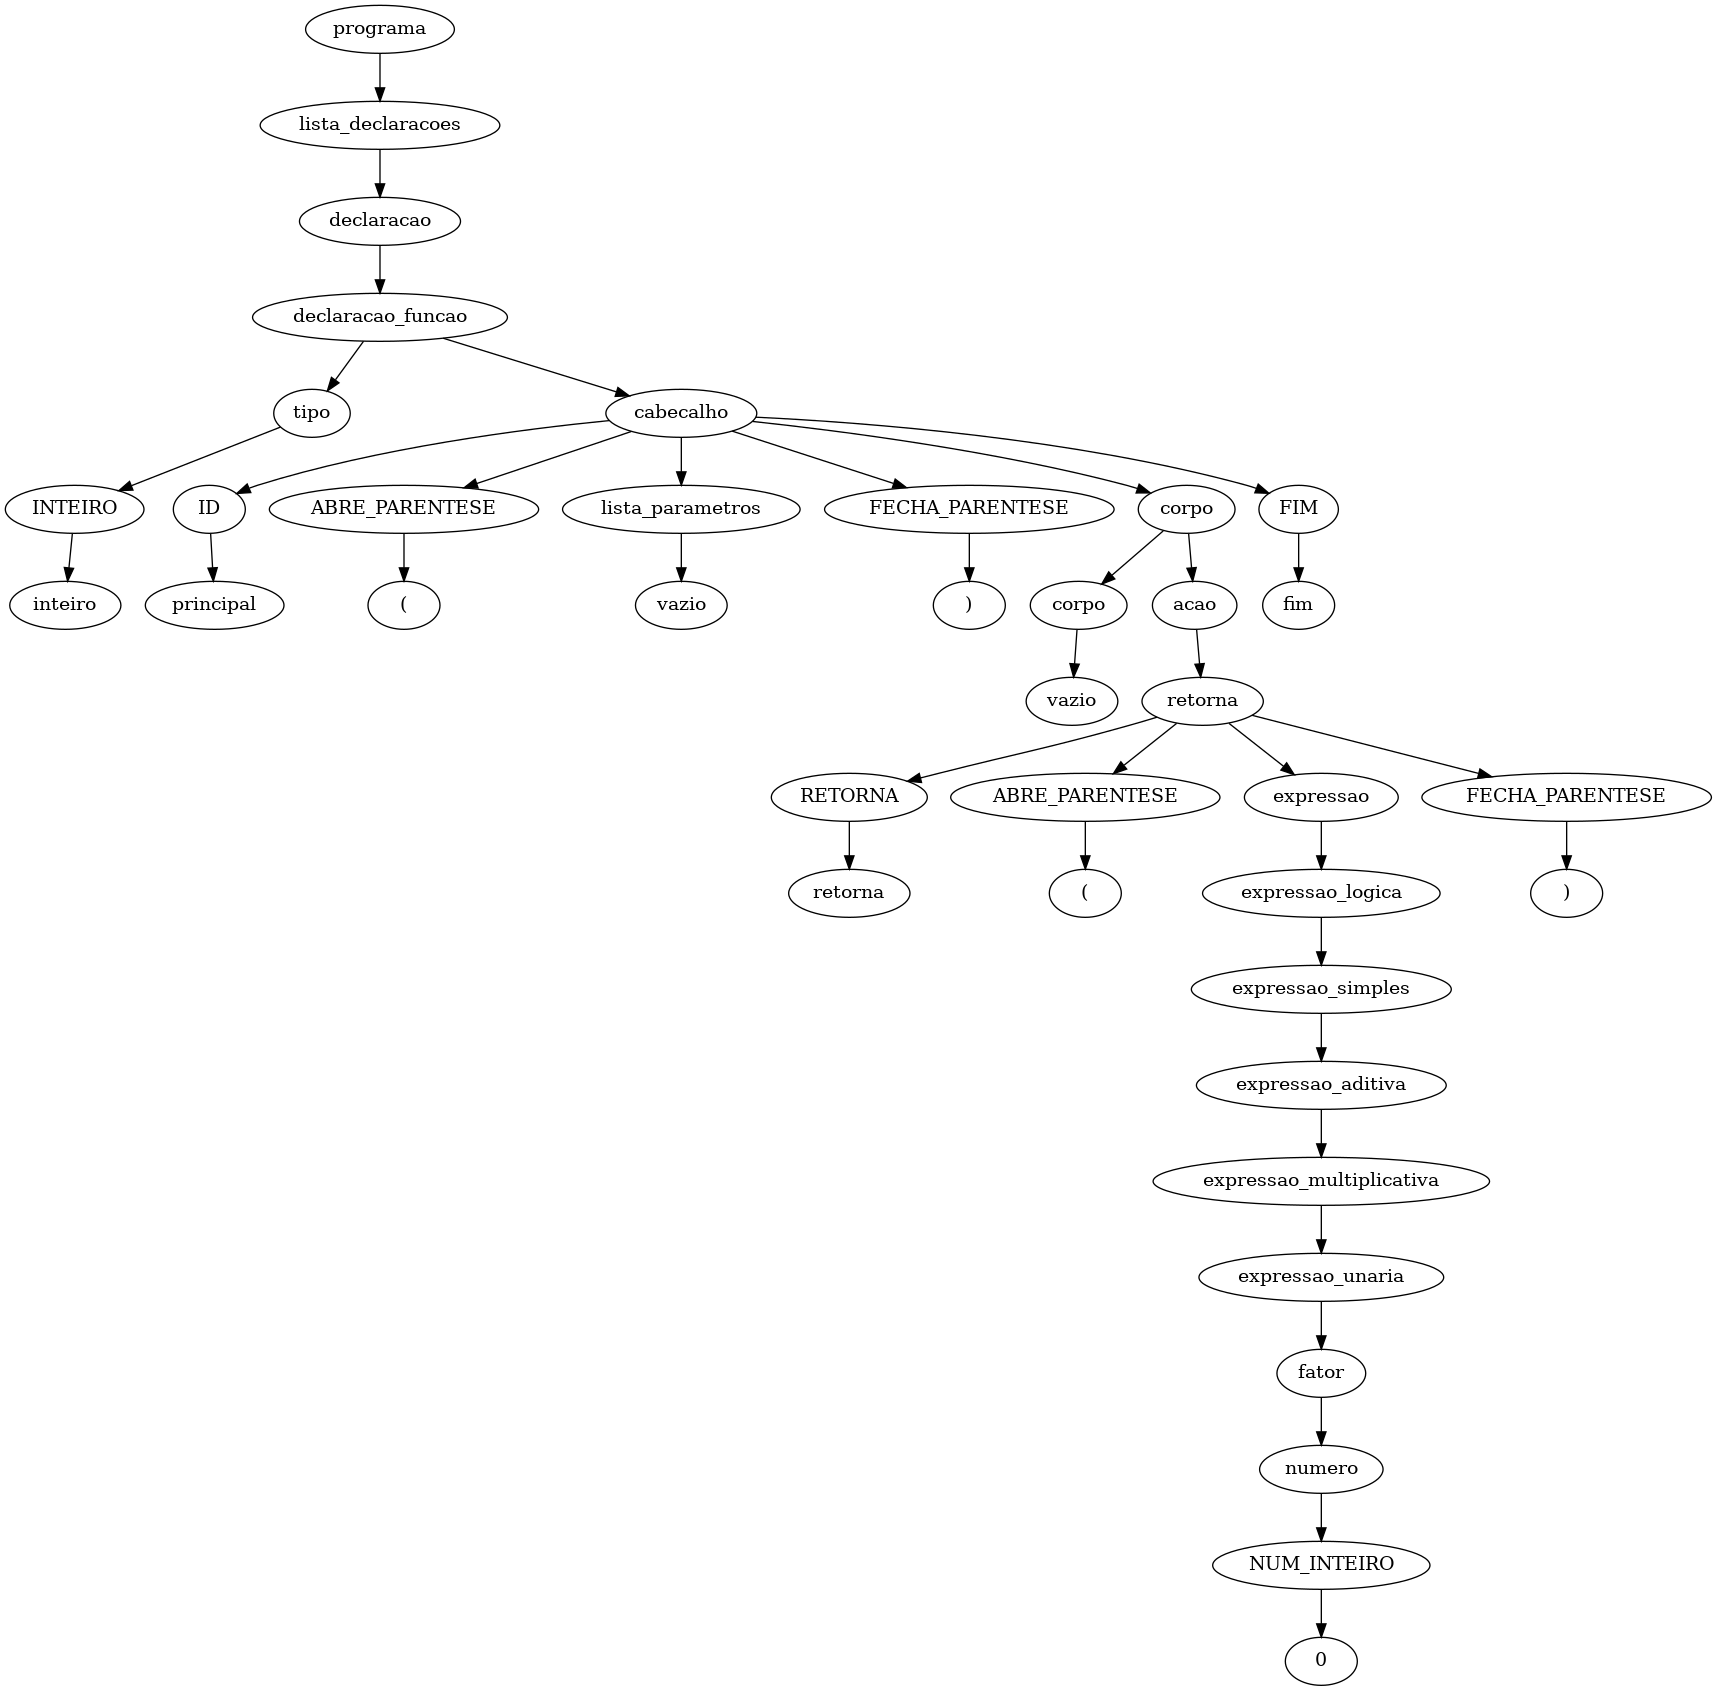 programa
lista_declaracoes
declaracao
declaracao_funcao
tipo
cabecalho
INTEIRO
ID
ABRE_PARENTESE
lista_parametros
FECHA_PARENTESE
corpo
FIM
inteiro
principal
(
vazio
)
corpo
acao
fim
vazio
retorna
RETORNA
ABRE_PARENTESE
expressao
FECHA_PARENTESE
retorna
(
expressao_logica
)
expressao_simples
expressao_aditiva
expressao_multiplicativa
expressao_unaria
fator
numero
NUM_INTEIRO
0